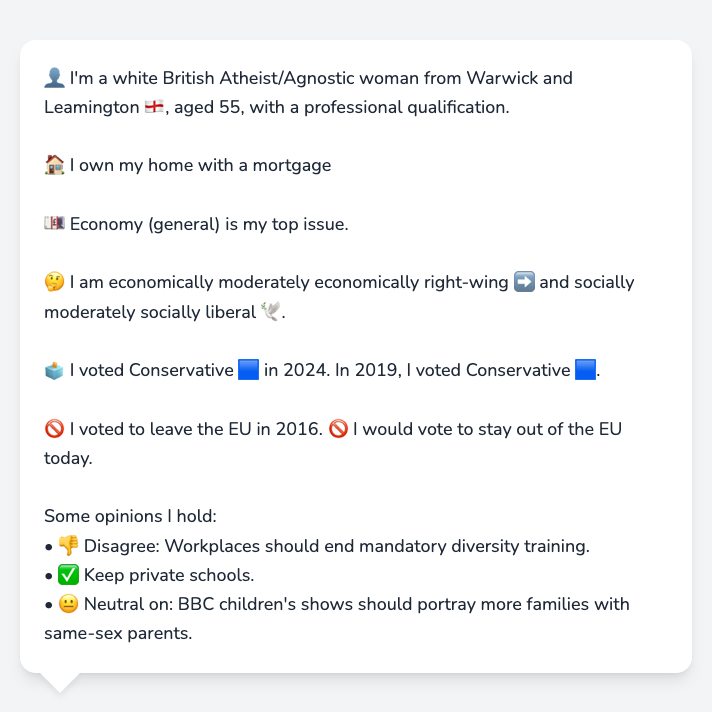 👤 I'm a white British Atheist/Agnostic woman from Warwick and
Leamington 🏴󠁧󠁢󠁥󠁮󠁧󠁿, aged 55, with a professional qualification.
🏠 I own my home with a mortgage
💷 Economy (general) is my top issue.
🤔 I am economically moderately economically right-wing ➡️ and socially
moderately socially liberal 🕊️.
🗳️ I voted Conservative 🟦 in 2024. In 2019, I voted Conservative 🟦.
🚫 I voted to leave the EU in 2016. 🚫 I would vote to stay out of the EU
today.
Some opinions I hold:
• 👎 Disagree: Workplaces should end mandatory diversity training.
• ✅ Keep private schools.
• 😐 Neutral on: BBC children's shows should portray more families with
same-sex parents.